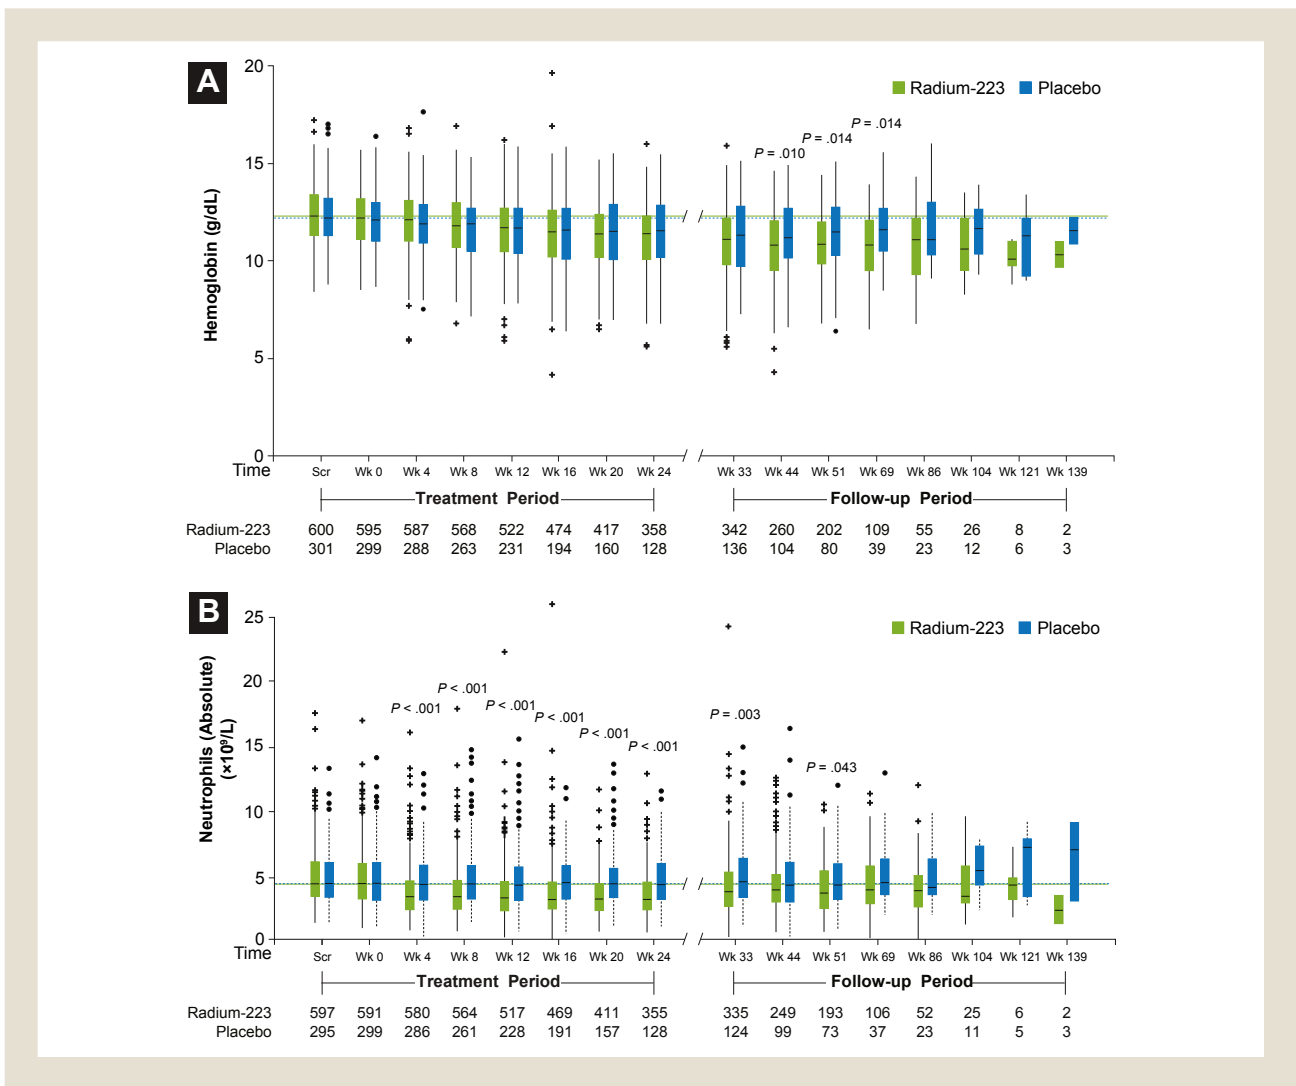 A
20
Radium-223 Placebo
P = .014
P = .014
P = .010
15
Hemoglobin (g/dL)
10
5
0
Time Scr Wk 0 Wk 4 Wk 8 Wk 12 Wk 16 Wk 20 Wk 24 Wk 33 Wk 44 Wk 51 Wk 69 Wk 86 Wk 104 Wk 121 Wk 139
Treatment Period Follow-up Period
Radium-223 600 595 587 568 522 474 417 358 342 260 202 109 55 26 8 2
Placebo 301 299 288 263 231 194 160 128 136 104 80 39 23 12 6 3
B
25
Radium-223 Placebo
20
P < .001
P < .001
P < .001
P < .001
P < .001
P < .001
P = .003
P = .043
15
Neutrophils (Absolute)
(×10⁹/L)
10
5
0
Time Scr Wk 0 Wk 4 Wk 8 Wk 12 Wk 16 Wk 20 Wk 24 Wk 33 Wk 44 Wk 51 Wk 69 Wk 86 Wk 104 Wk 121 Wk 139
Treatment Period Follow-up Period
Radium-223 597 591 580 564 517 469 411 355 335 249 193 106 52 25 6 2
Placebo 295 299 286 261 228 191 157 128 124 99 73 37 23 11 5 3